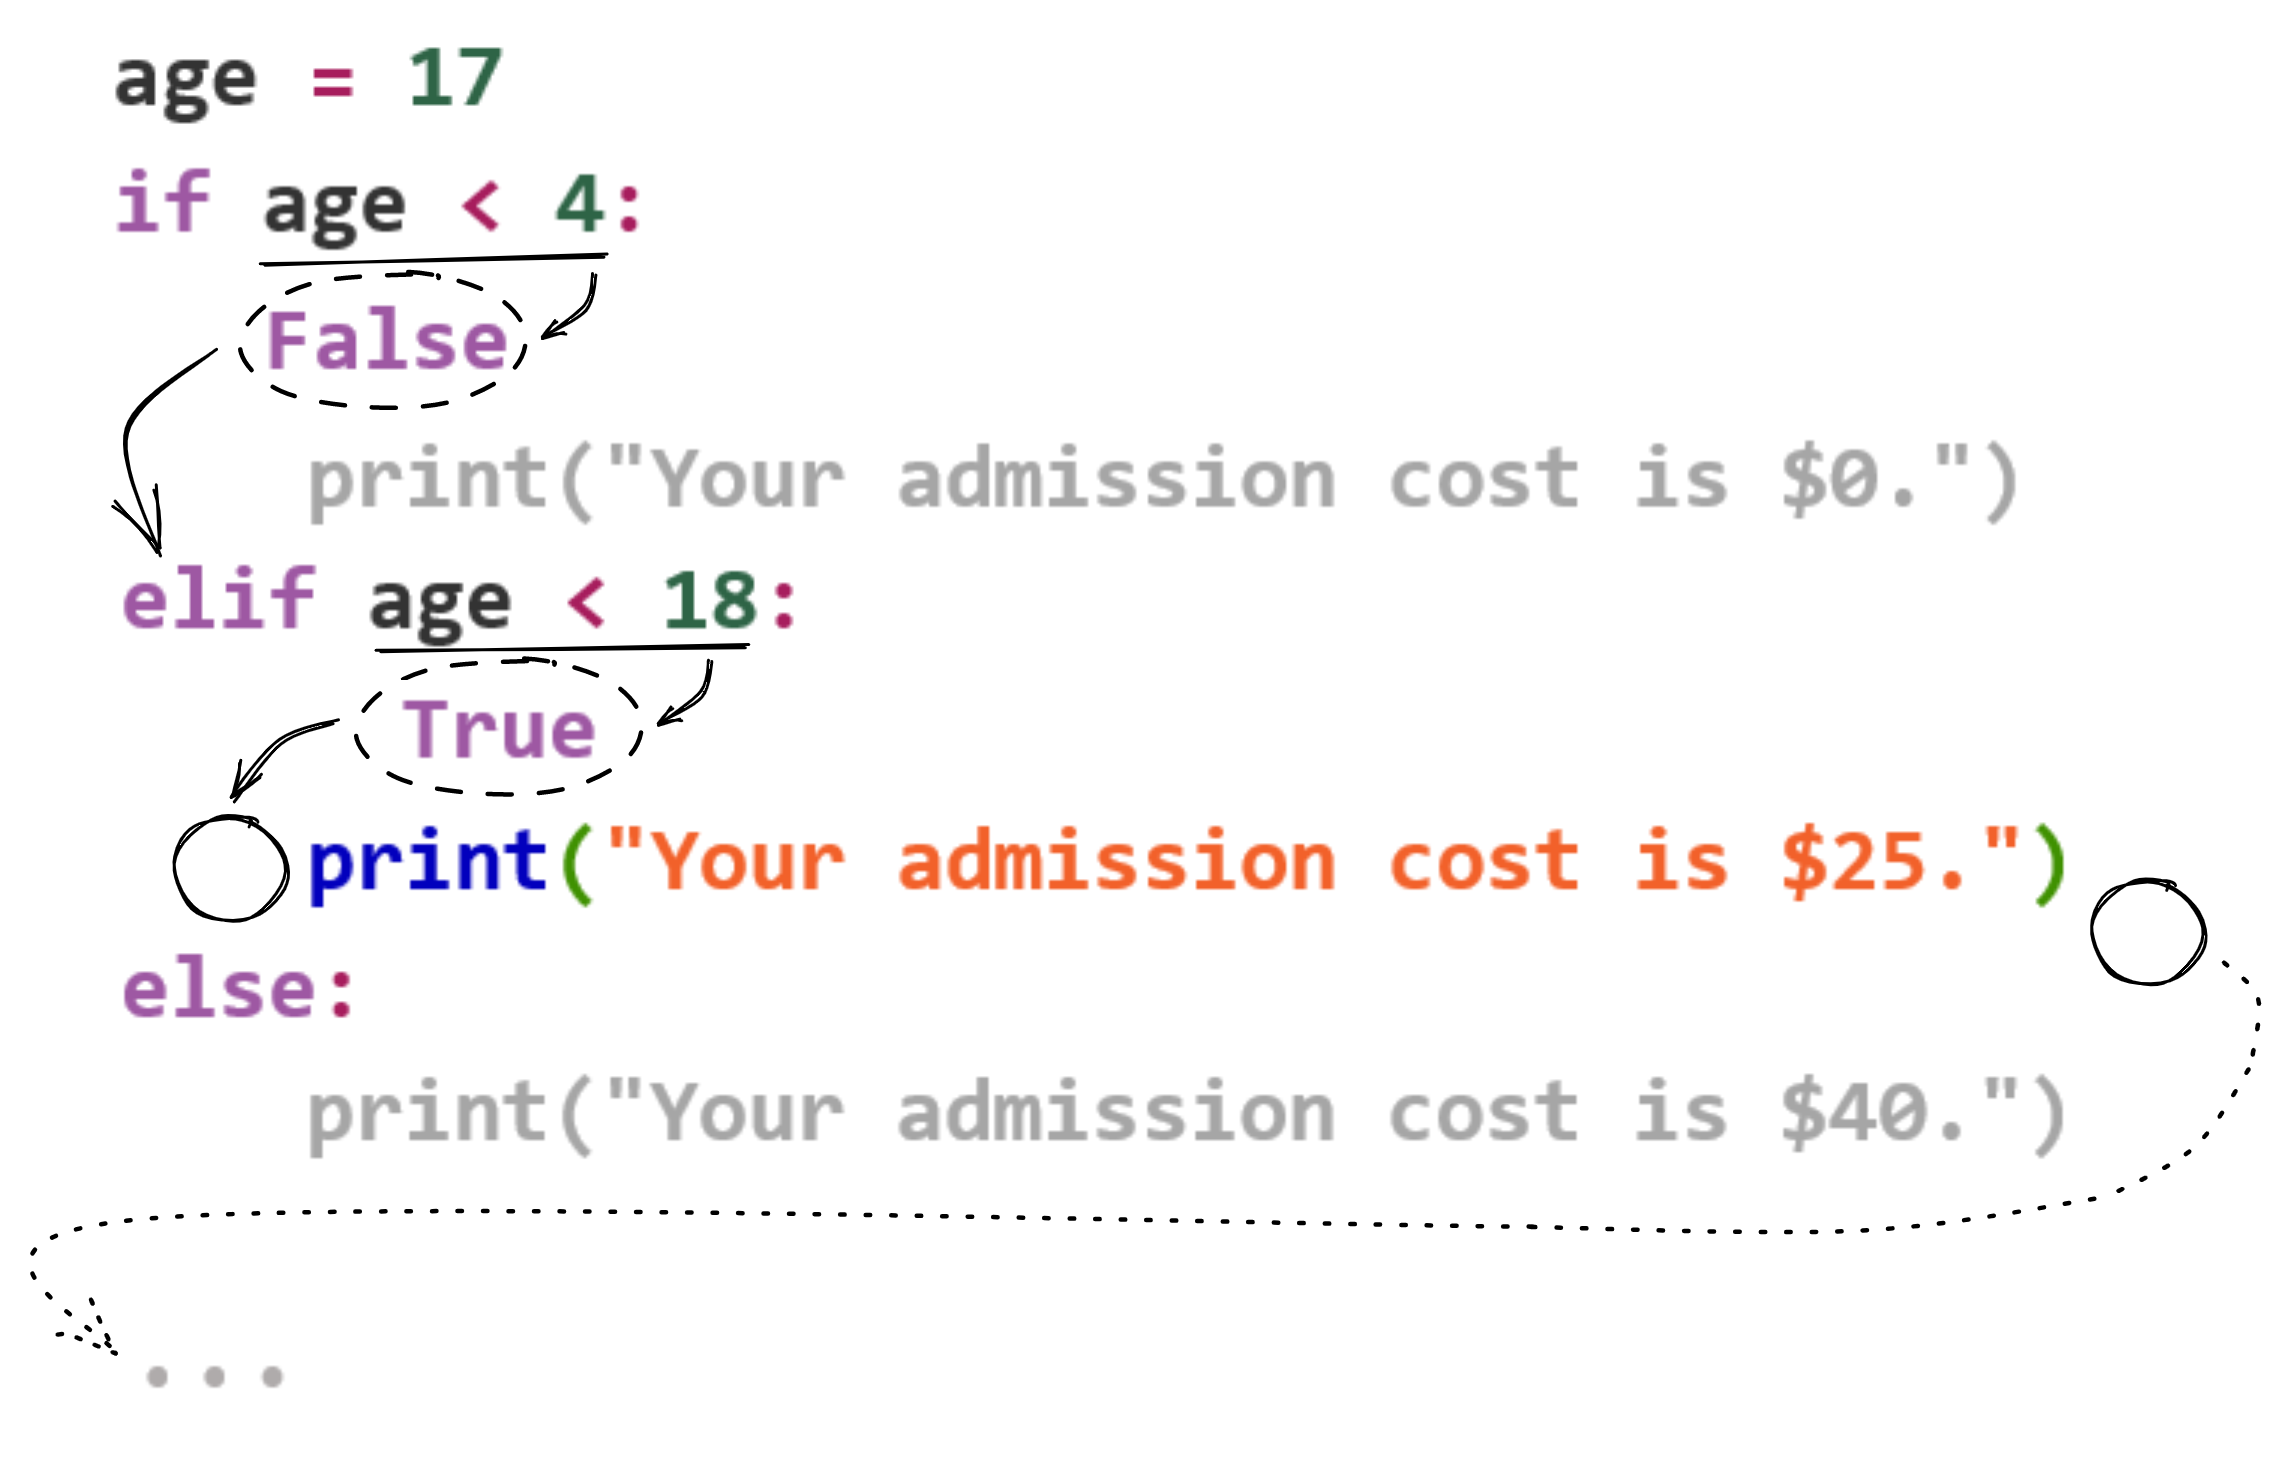 age = 17
if age < 4:
False
print("Your admission cost is $0.")
elif age < 18:
True
print("Your admission cost is $25.")
else:
print("Your admission cost is $40.")
...